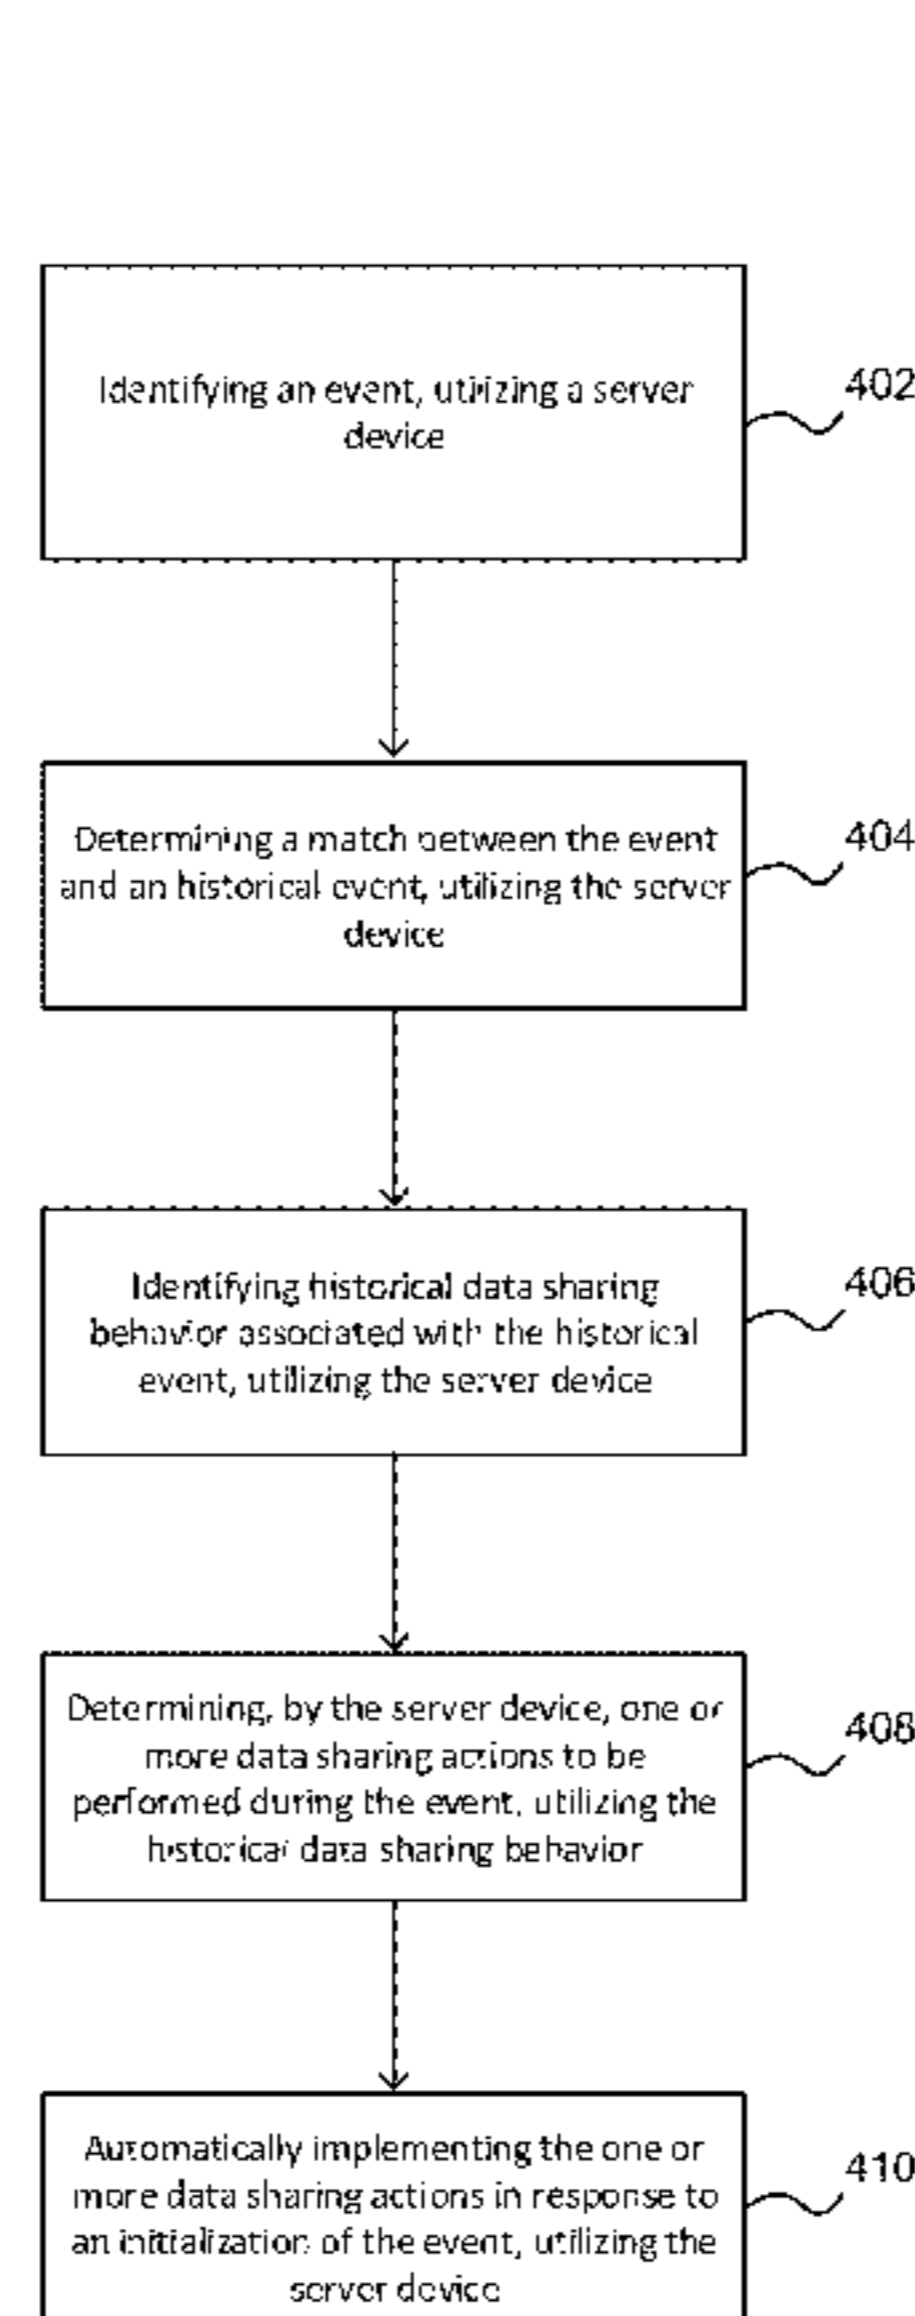 Identifying an event, utilizing a server
device
402
Determining a match between the event
and an historical event, utilizing the server
device
404
Identifying historical data sharing
behavior associated with the historical
event, utilizing the server device
406
Determining, by the server device, one or
more data sharing actions to be
performed during the event, utilizing the
historical data sharing behavior
408
Automatically implementing the one or
more data sharing actions in response to
an initialization of the event, utilizing the
server device
410